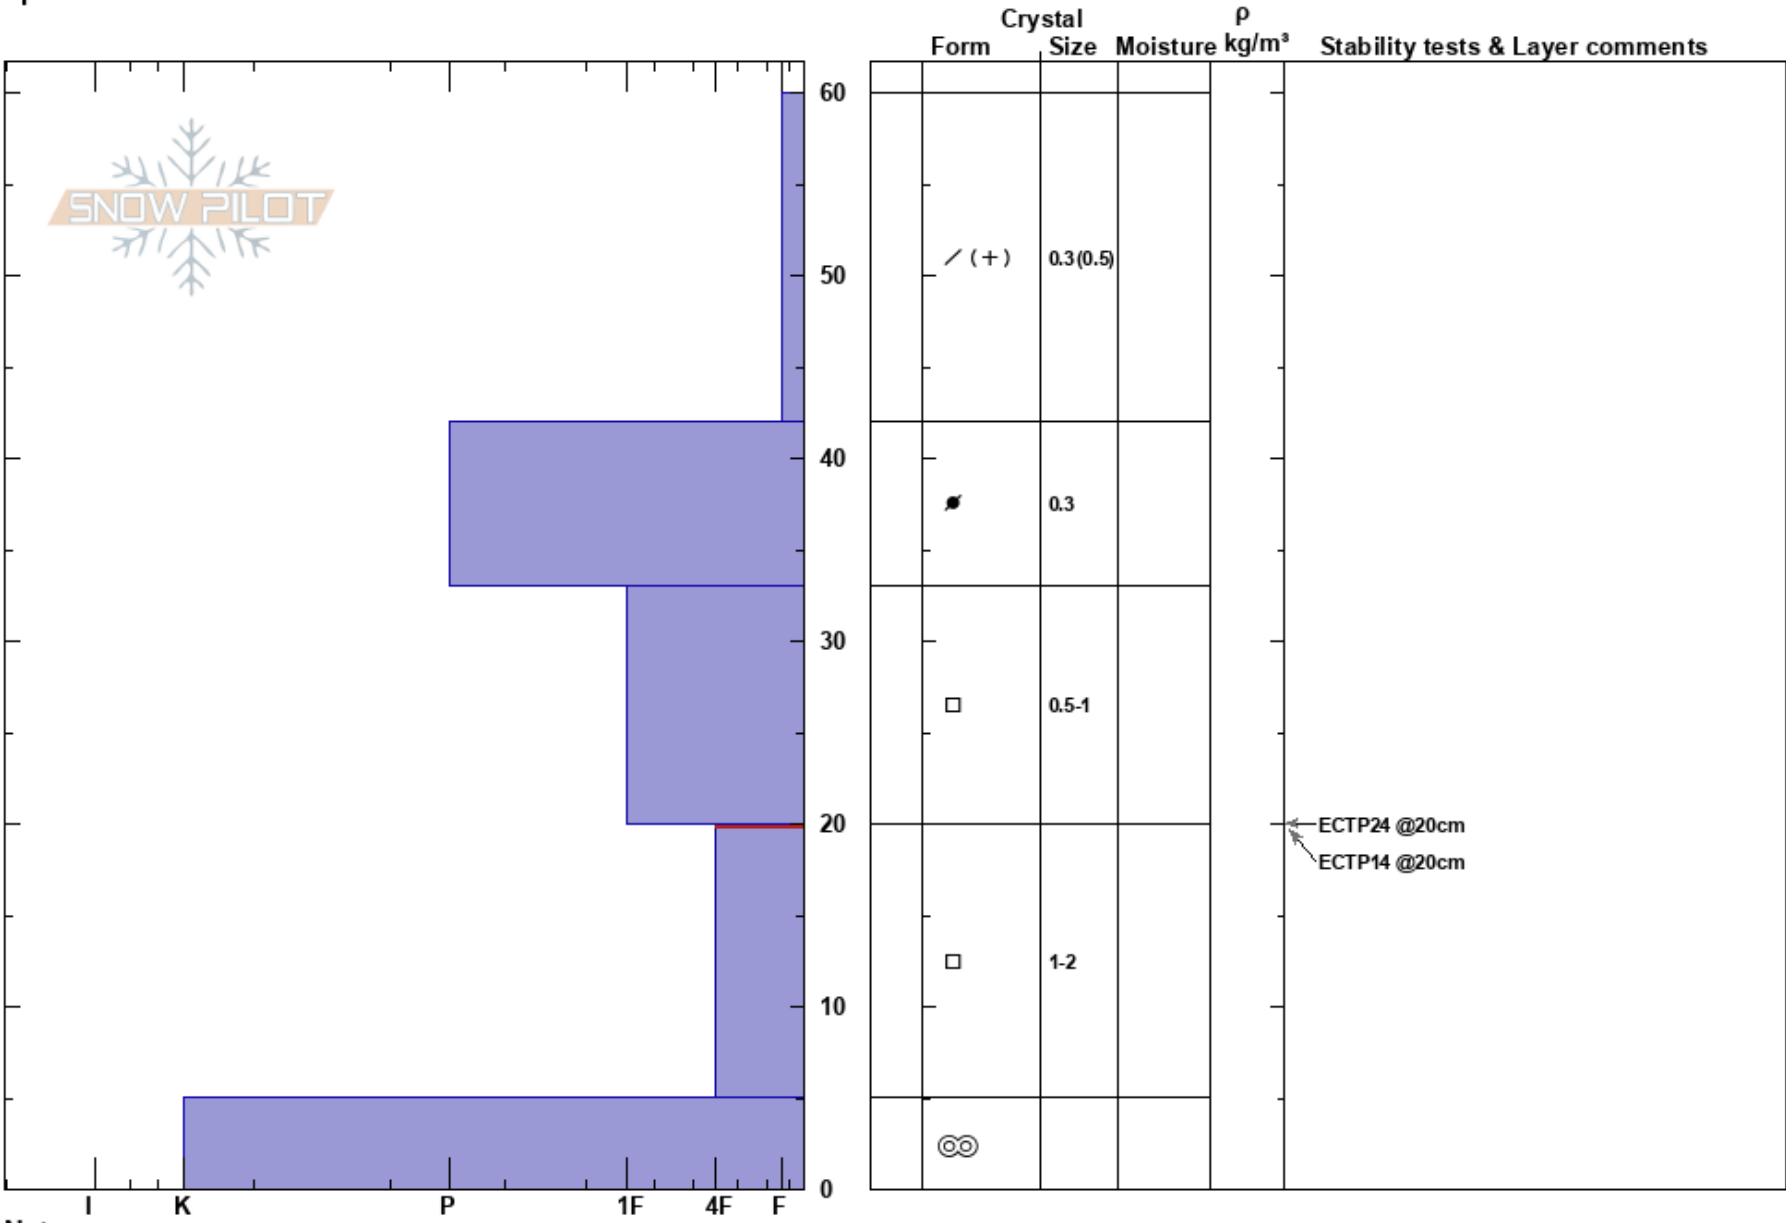 Crystal ρ
Form Size Moisture kg/m³ Stability tests & Layer comments
60
SNOW PILOT
50
/ (+) 0.3(0.5)
40
0.3
30
0.5-1
20
ECTP24 @20cm
ECTP14 @20cm
1-2
10
0
I K P 1F 4F F